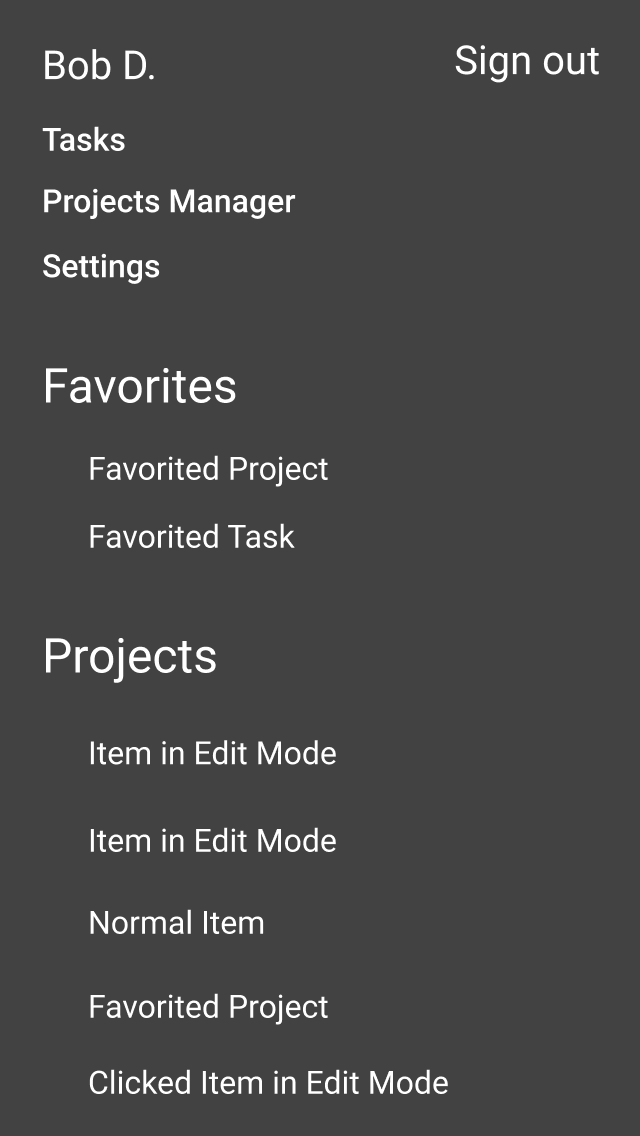 Bob D.
Sign out
Tasks
Projects Manager
Settings
Favorites
Favorited Project
Favorited Task
Projects
Item in Edit Mode
Item in Edit Mode
Normal Item
Favorited Project
Clicked Item in Edit Mode